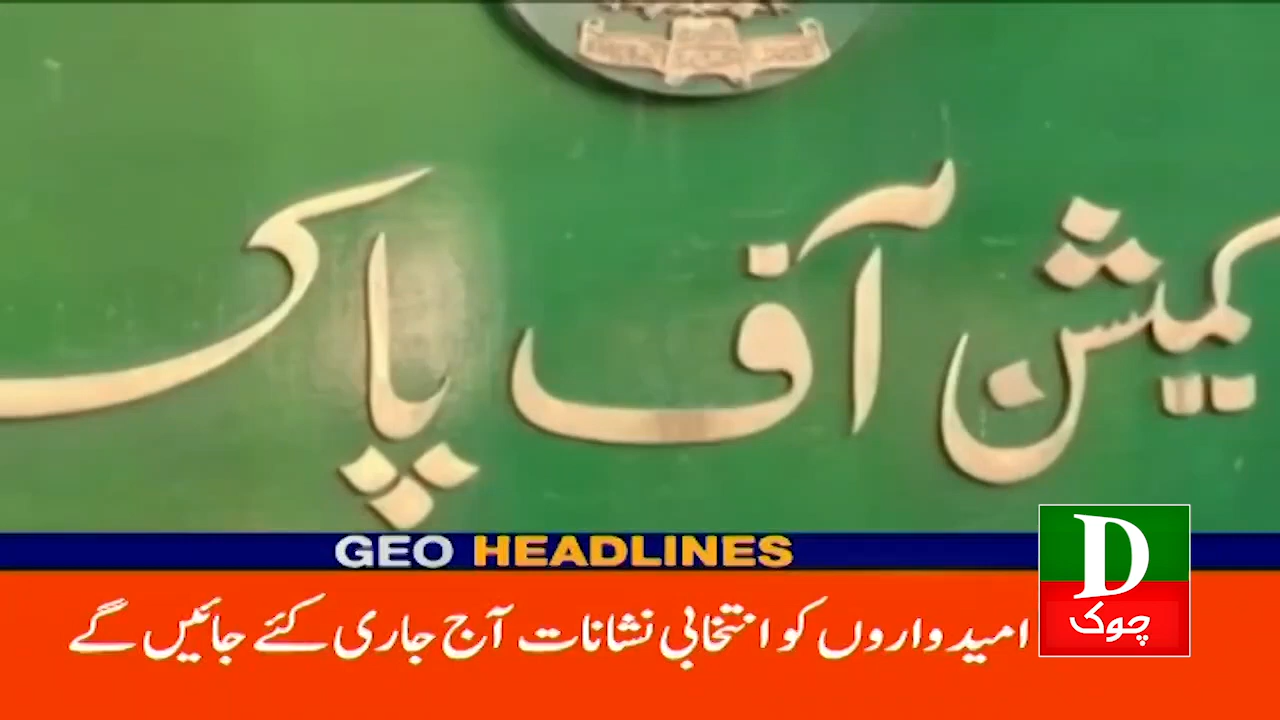 کمیشن آف پاک
GEO HEADLINES
D
چوک
امیدواروں کو انتخابی نشانات آج جاری کئے جائیں گے